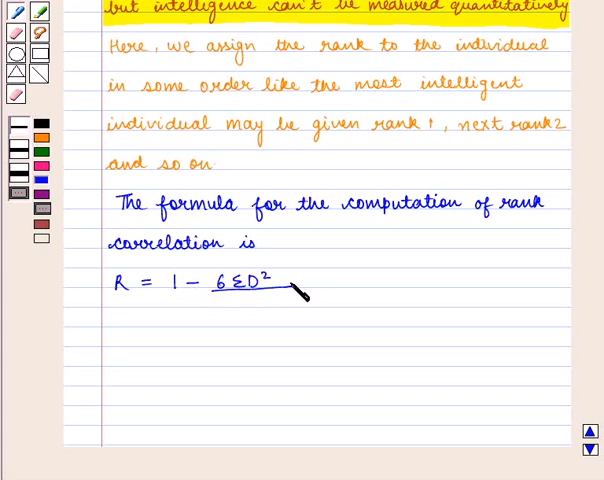 but intelligence can't be measured quantitatively
Here, we assign the rank to the individual
in some order like the most intelligent
individual may be given rank 1, next rank 2
and so on
The formula for the computation of rank
correlation is
R = 1 - 6ΣD²